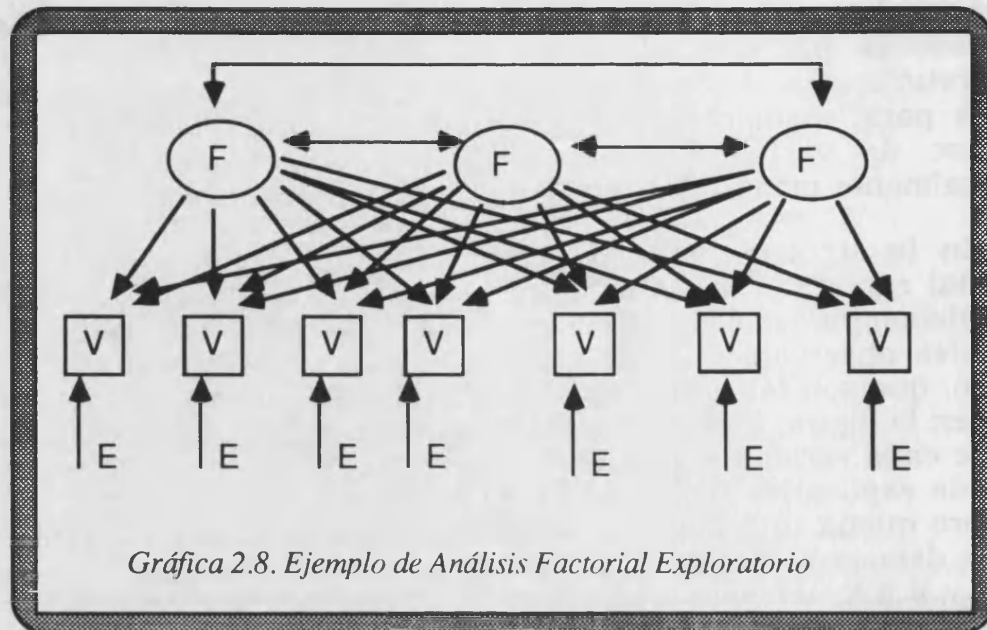 F F F
V V V V V V V
E E E E E E E
Gráfica 2.8. Ejemplo de Análisis Factorial Exploratorio